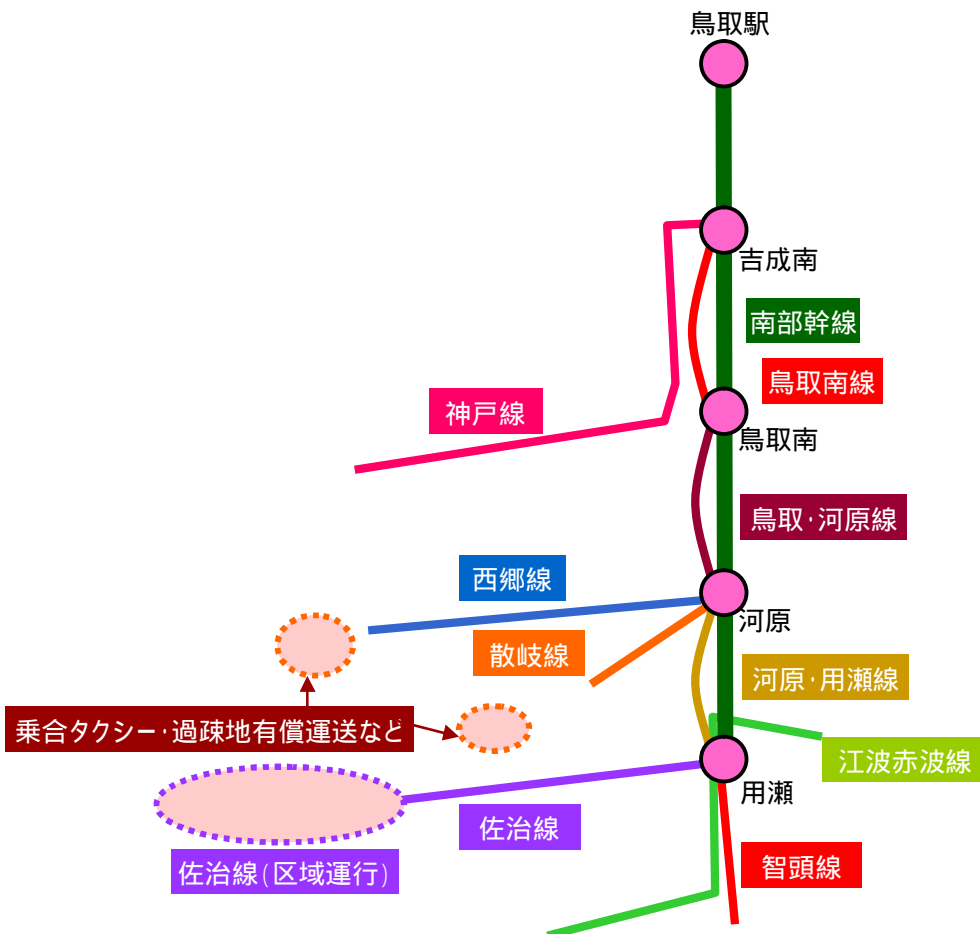 鳥取駅
吉成南
南部幹線
鳥取南線
神戸線
鳥取南
鳥取・河原線
西郷線
河原
散岐線
河原・用瀬線
乗合タクシー・過疎地有償運送など
江波赤波線
用瀬
佐治線
智頭線
佐治線(区域運行)